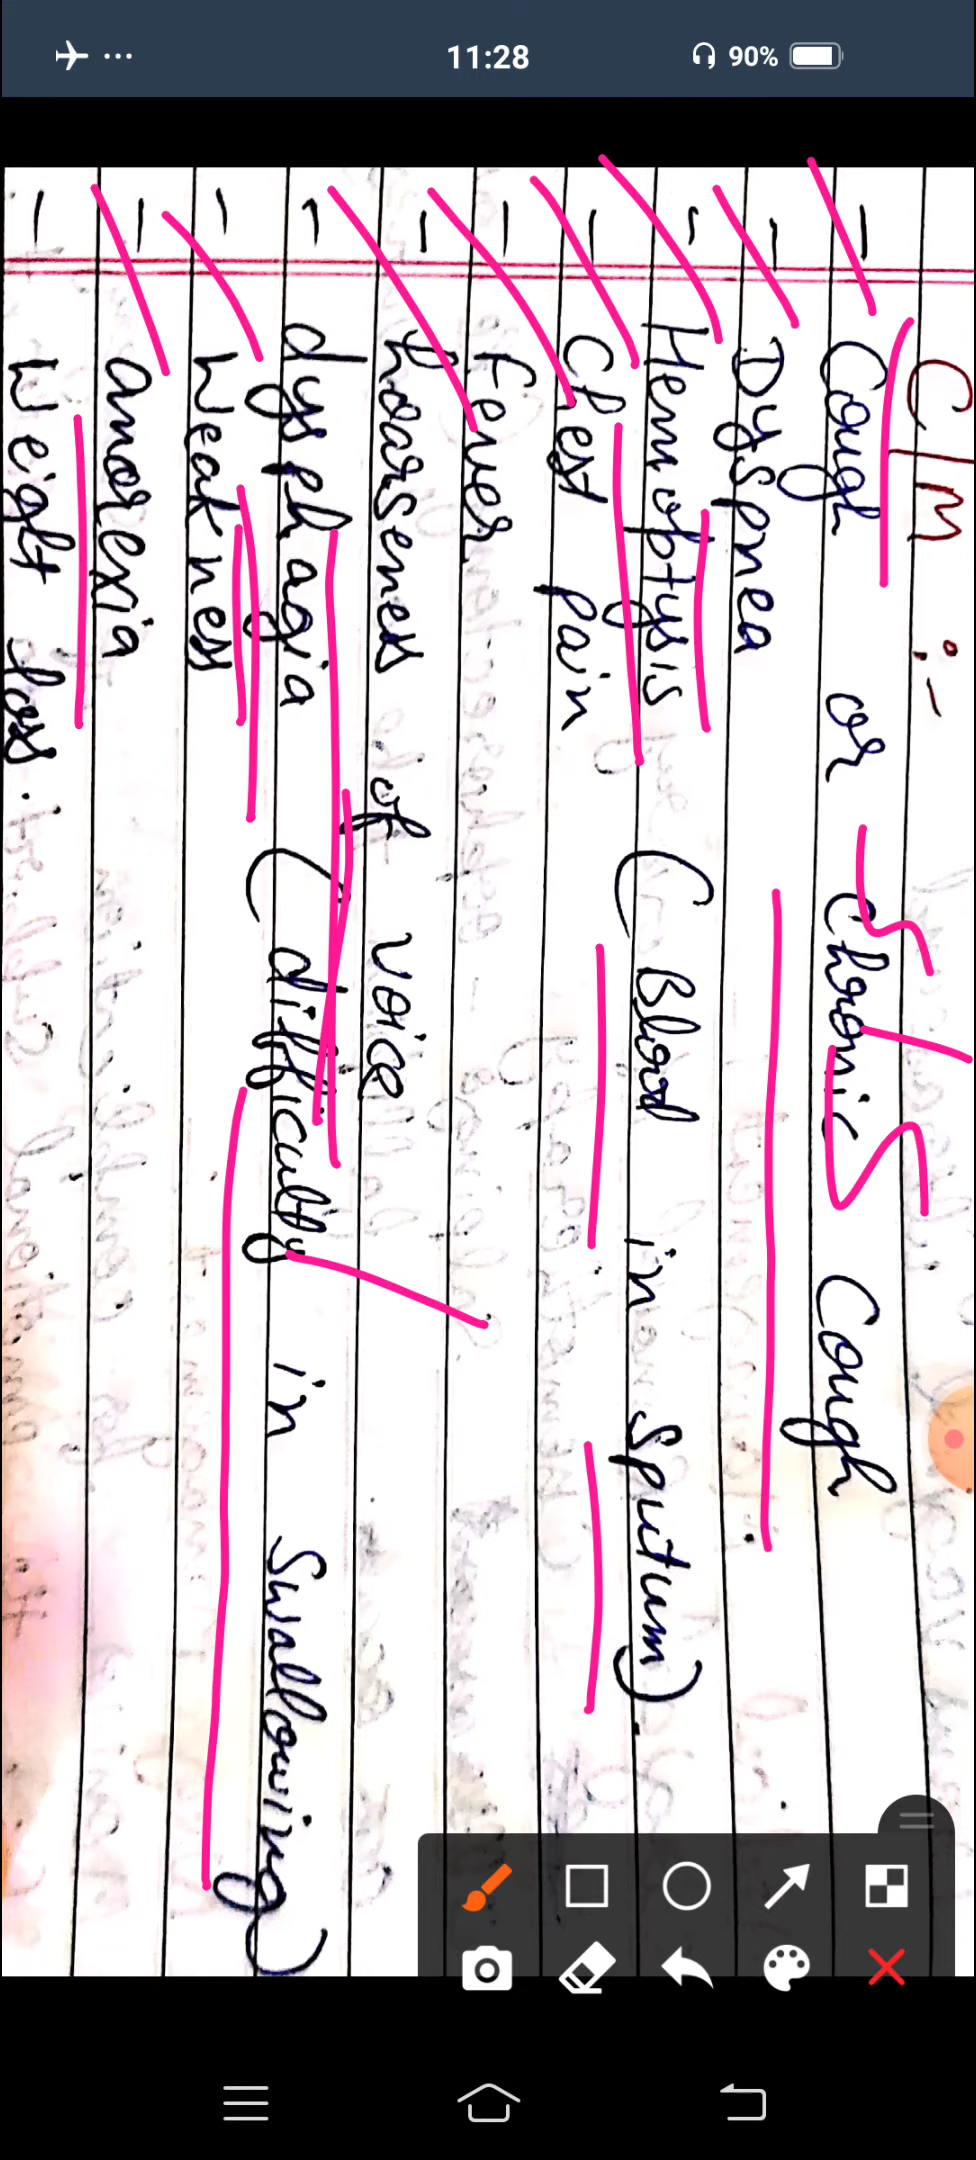 11:28
90%
C/M :-
- Cough or Chronic Cough
- Dyspnea
- Hemoptysis (Blood in Sputum)
- Chest pain
- Fever
- hoarseness of voice
- dysphagia (difficulty in Swallowing)
- Weakness
- anorexia
- Weight loss